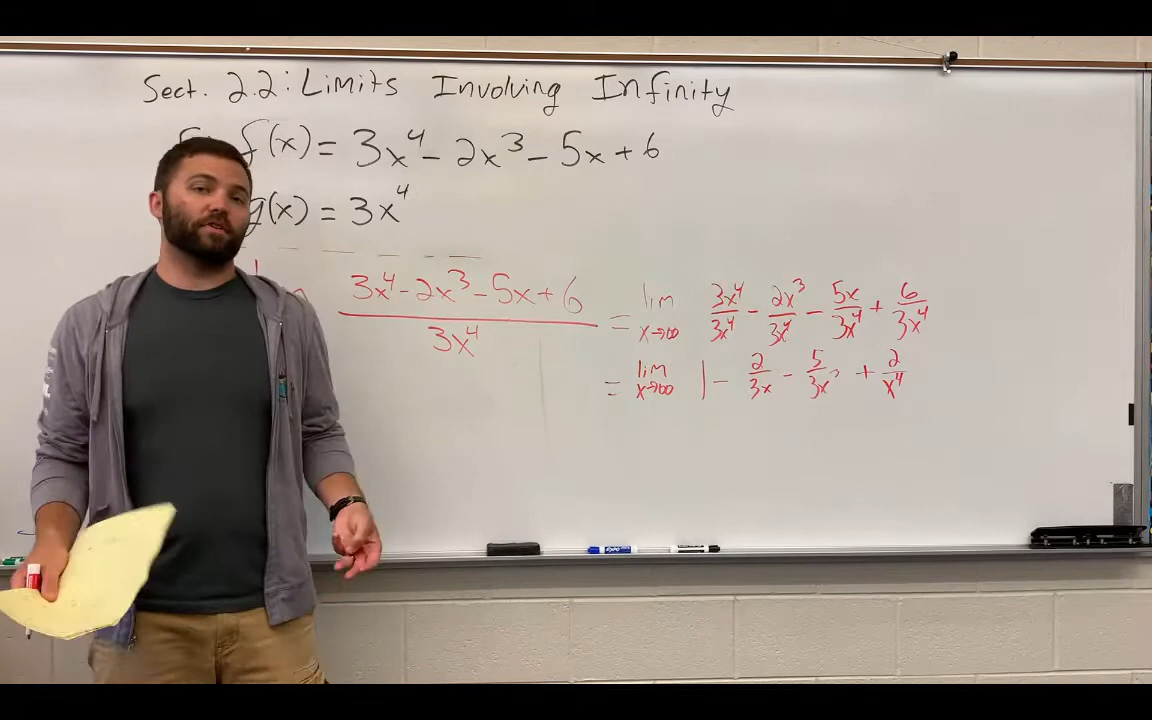 Sect. 2.2: Limits Involving Infinity
f(x) = 3x⁴ - 2x³ - 5x + 6
g(x) = 3x⁴
3x⁴ - 2x³ - 5x + 6 / 3x⁴ = lim x→∞ 3x⁴/3x⁴ - 2x³/3x⁴ - 5x/3x⁴ + 6/3x⁴
= lim x→∞ 1 - 2/3x - 5/3x³ + 2/x⁴
EXPO